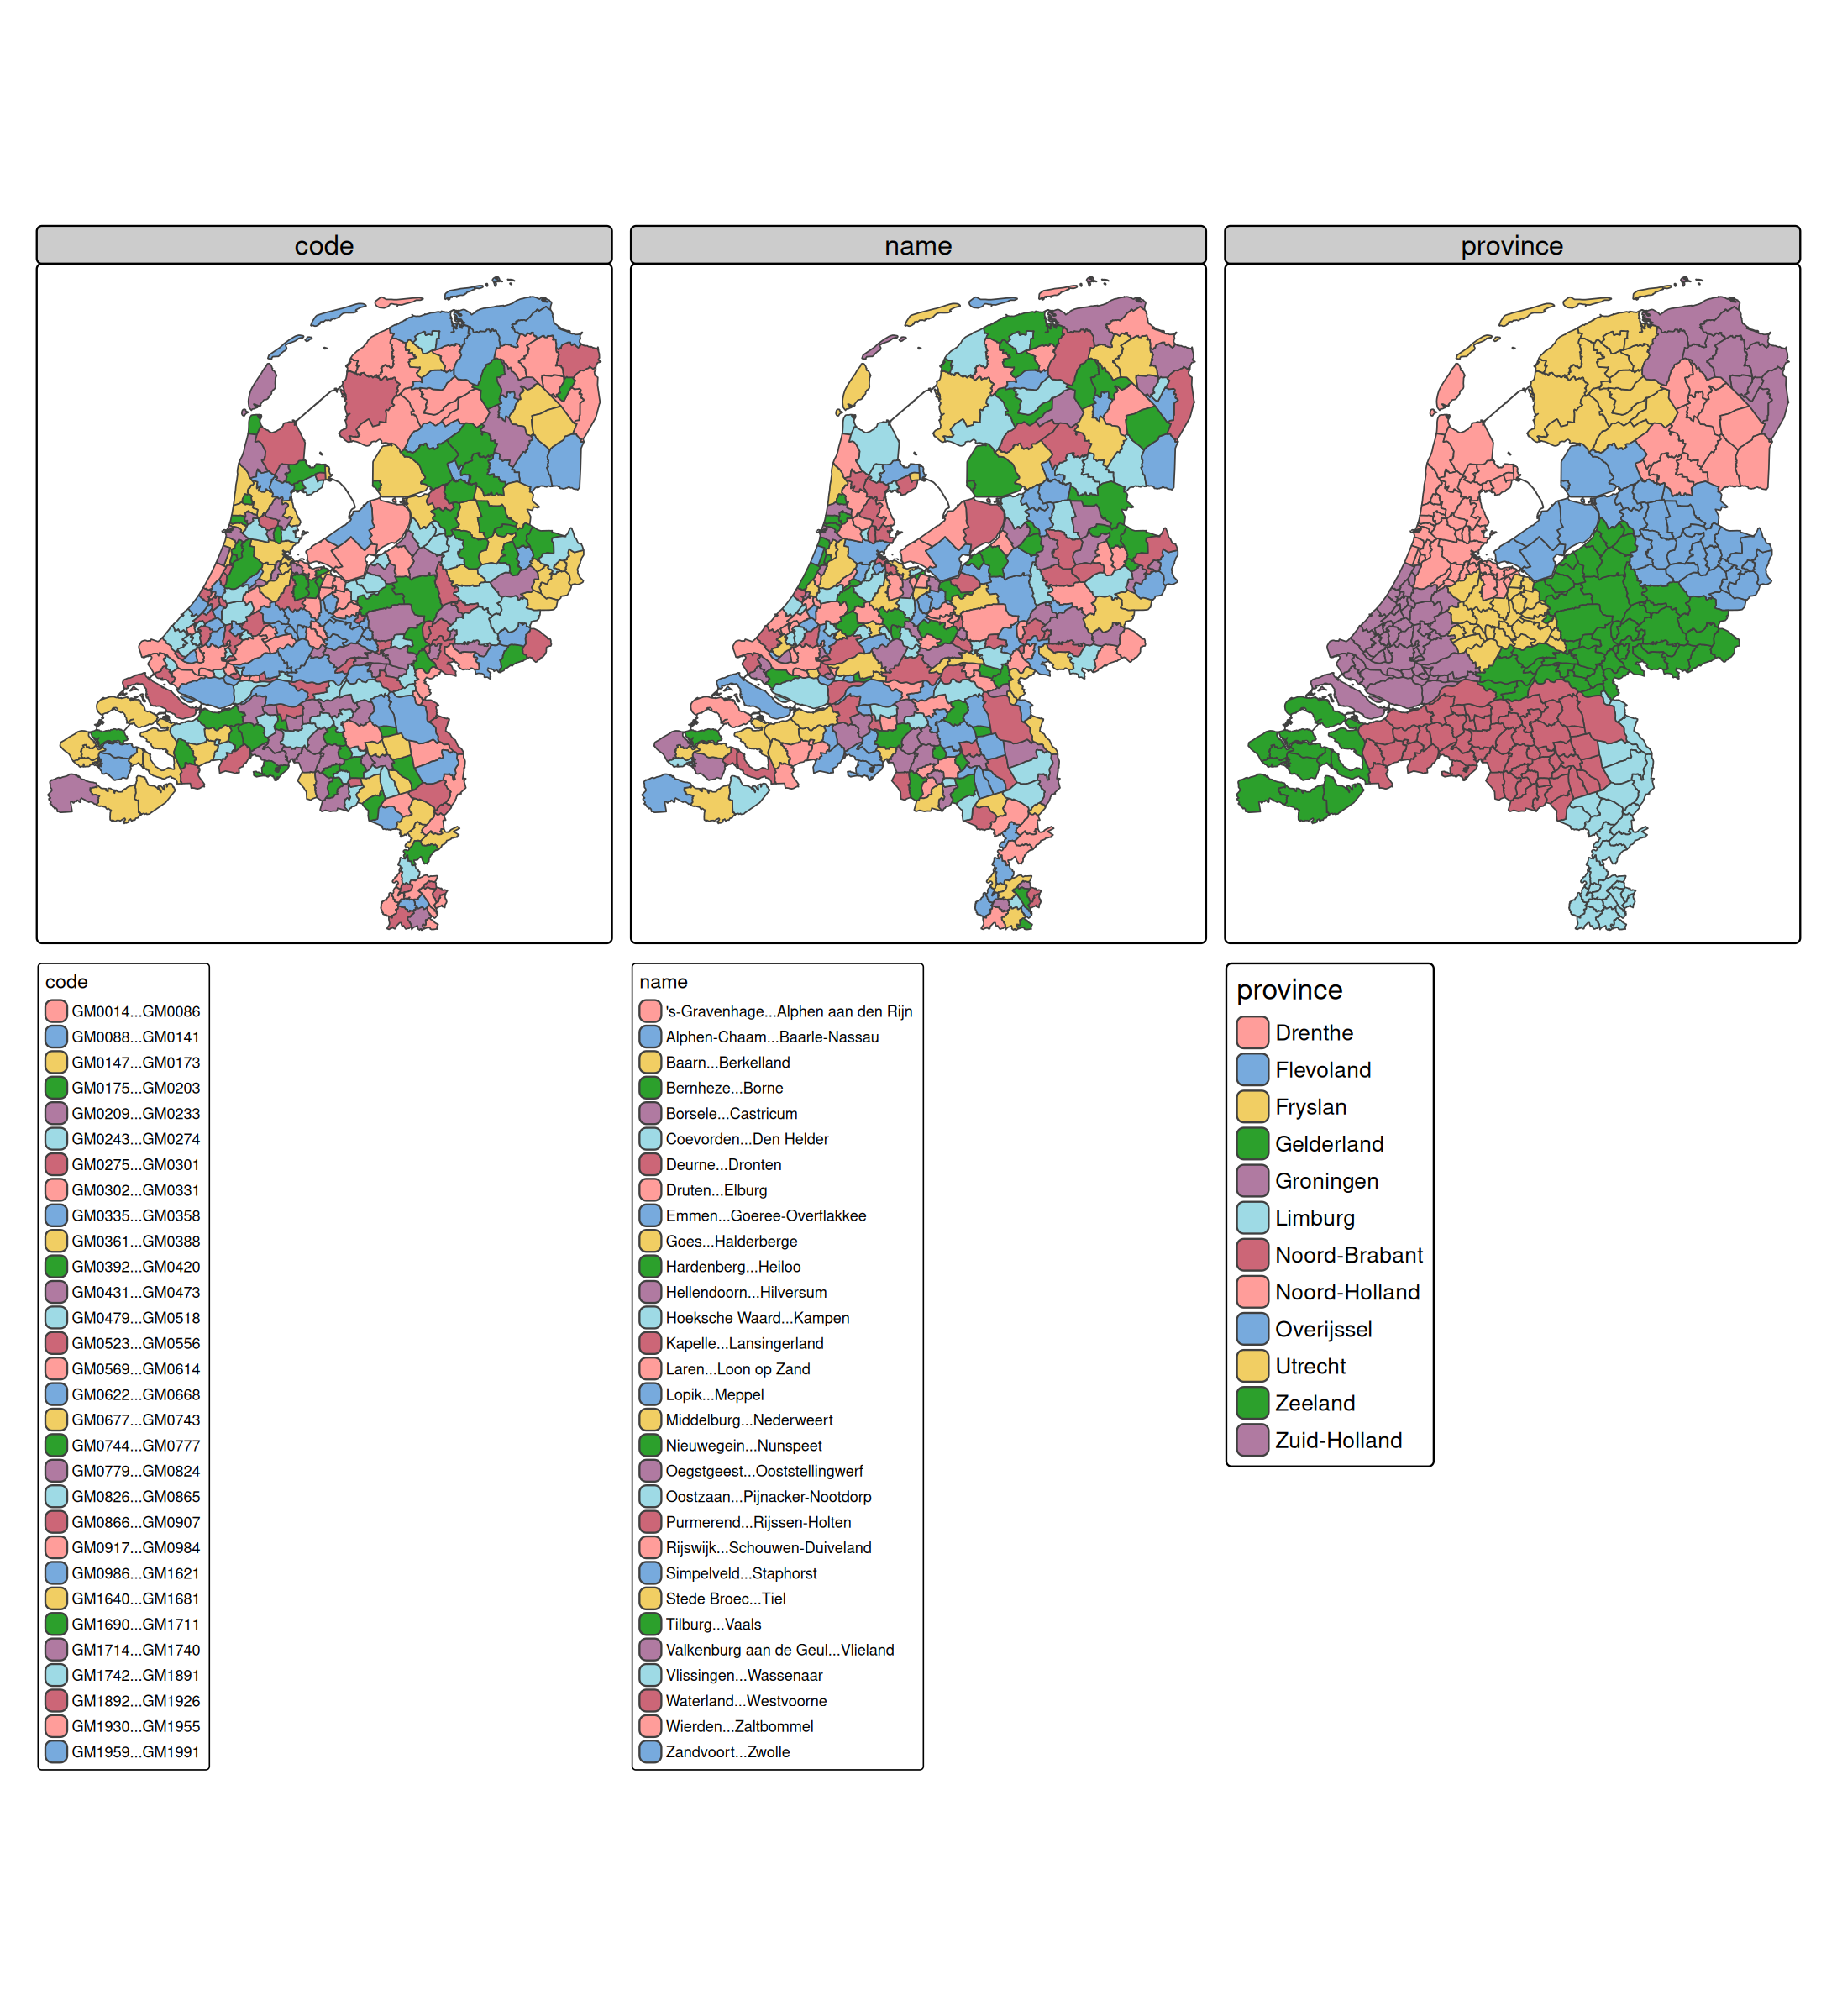 code
name
province
code
GM0014...GM0086
GM0088...GM0141
GM0147...GM0173
GM0175...GM0203
GM0209...GM0233
GM0243...GM0274
GM0275...GM0301
GM0302...GM0331
GM0335...GM0358
GM0361...GM0388
GM0392...GM0420
GM0431...GM0473
GM0479...GM0518
GM0523...GM0556
GM0569...GM0614
GM0622...GM0668
GM0677...GM0743
GM0744...GM0777
GM0779...GM0824
GM0826...GM0865
GM0866...GM0907
GM0917...GM0984
GM0986...GM1621
GM1640...GM1681
GM1690...GM1711
GM1714...GM1740
GM1742...GM1891
GM1892...GM1926
GM1930...GM1955
GM1959...GM1991
name
's-Gravenhage...Alphen aan den Rijn
Alphen-Chaam...Baarle-Nassau
Baarn...Berkelland
Bernheze...Borne
Borsele...Castricum
Coevorden...Den Helder
Deurne...Dronten
Druten...Elburg
Emmen...Goeree-Overflakkee
Goes...Halderberge
Hardenberg...Heiloo
Hellendoorn...Hilversum
Hoeksche Waard...Kampen
Kapelle...Lansingerland
Laren...Loon op Zand
Lopik...Meppel
Middelburg...Nederweert
Nieuwegein...Nunspeet
Oegstgeest...Ooststellingwerf
Oostzaan...Pijnacker-Nootdorp
Purmerend...Rijssen-Holten
Rijswijk...Schouwen-Duiveland
Simpelveld...Staphorst
Stede Broec...Tiel
Tilburg...Vaals
Valkenburg aan de Geul...Vlieland
Vlissingen...Wassenaar
Waterland...Westvoorne
Wierden...Zaltbommel
Zandvoort...Zwolle
province
Drenthe
Flevoland
Fryslan
Gelderland
Groningen
Limburg
Noord-Brabant
Noord-Holland
Overijssel
Utrecht
Zeeland
Zuid-Holland